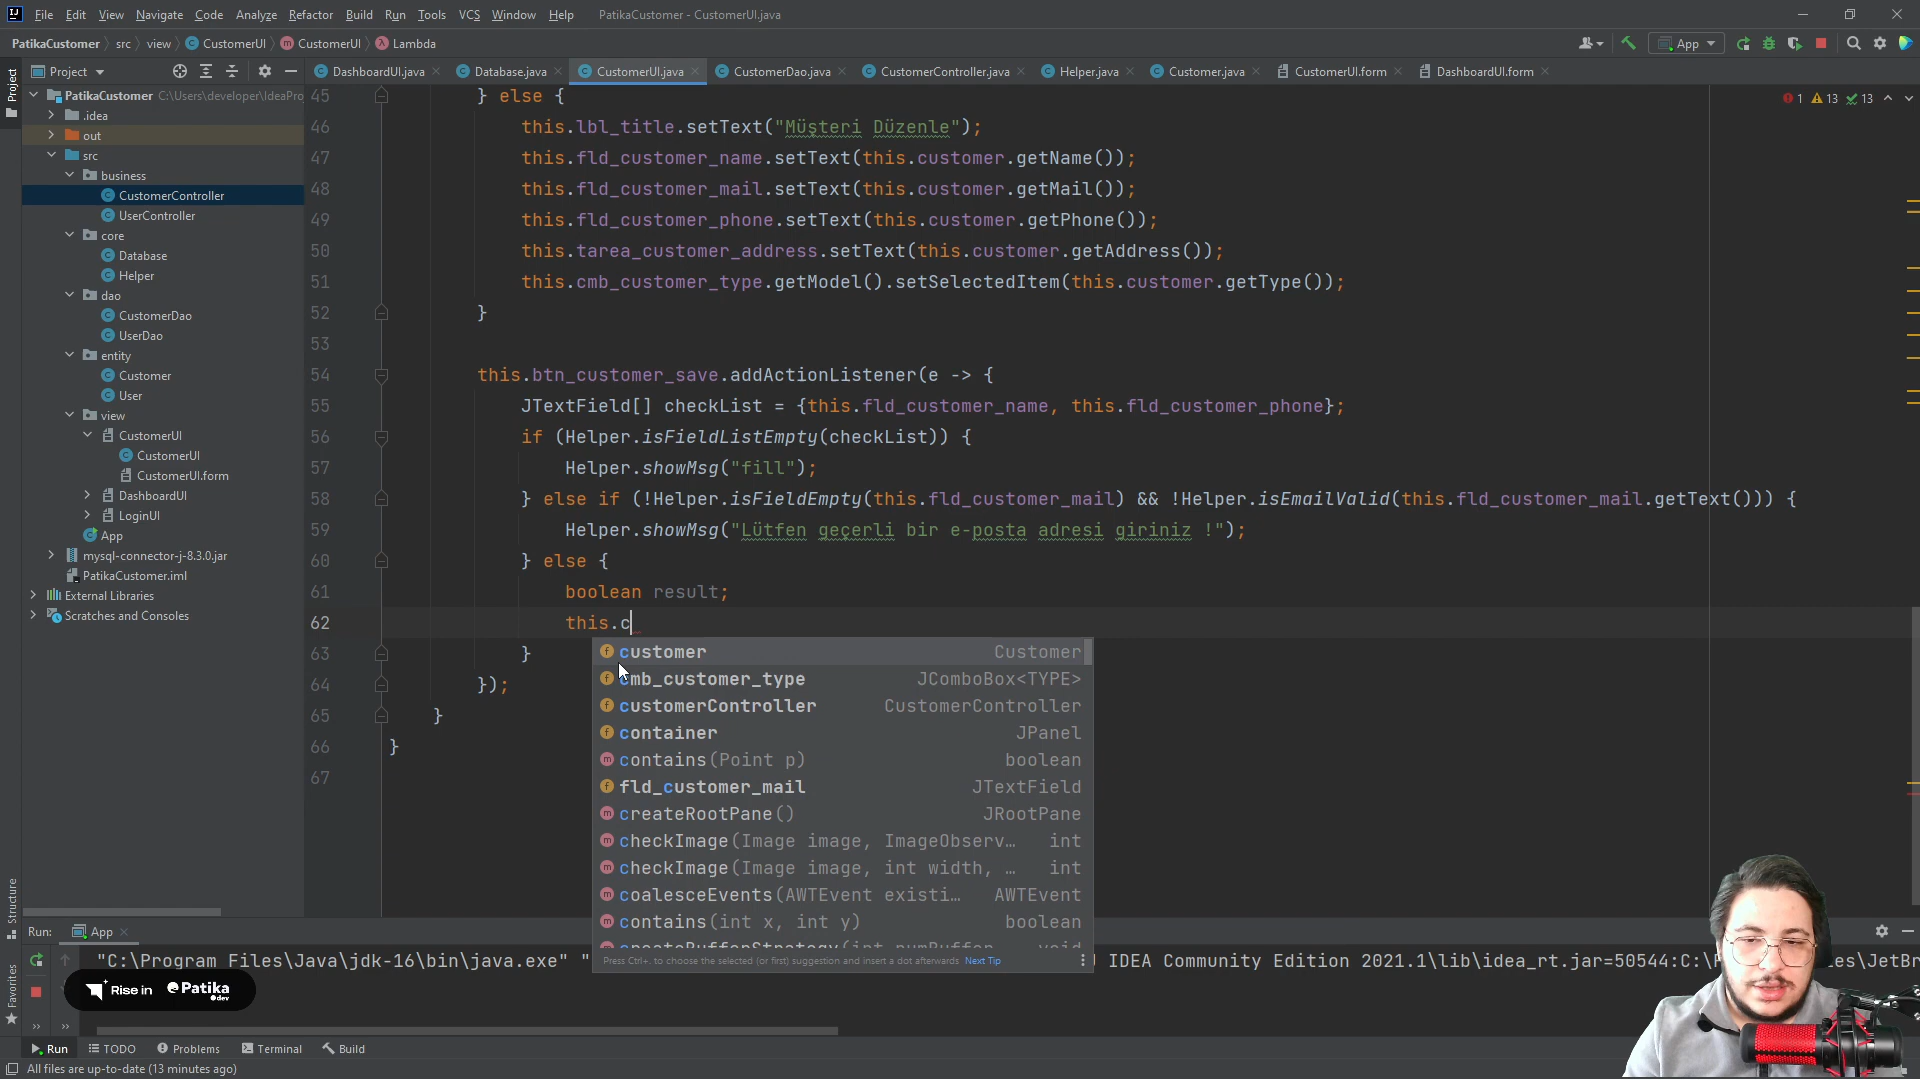 File Edit View Navigate Code Analyze Refactor Build Run Tools VCS Window Help PatikaCustomer - CustomerUI.java
PatikaCustomer src view CustomerUI CustomerUI Lambda App
Project
Project DashboardUI.java Database.java CustomerUI.java CustomerDao.java CustomerController.java Helper.java Customer.java CustomerUI.form DashboardUI.form
PatikaCustomer C:\Users\developer\IdeaPro
.idea
out
src
business
CustomerController
UserController
core
Database
Helper
dao
CustomerDao
UserDao
entity
Customer
User
view
CustomerUI
CustomerUI
CustomerUI.form
DashboardUI
LoginUI
App
mysql-connector-j-8.3.0.jar
PatikaCustomer.iml
External Libraries
Scratches and Consoles
1 13 13
45 } else {
46 this.lbl_title.setText("Müşteri Düzenle");
47 this.fld_customer_name.setText(this.customer.getName());
48 this.fld_customer_mail.setText(this.customer.getMail());
49 this.fld_customer_phone.setText(this.customer.getPhone());
50 this.tarea_customer_address.setText(this.customer.getAddress());
51 this.cmb_customer_type.getModel().setSelectedItem(this.customer.getType());
52 }
53
54 this.btn_customer_save.addActionListener(e -> {
55 JTextField[] checkList = {this.fld_customer_name, this.fld_customer_phone};
56 if (Helper.isFieldListEmpty(checkList)) {
57 Helper.showMsg("fill");
58 } else if (!Helper.isFieldEmpty(this.fld_customer_mail) && !Helper.isEmailValid(this.fld_customer_mail.getText())) {
59 Helper.showMsg("Lütfen geçerli bir e-posta adresi giriniz !");
60 } else {
61 boolean result;
62 this.c
63 }
64 });
65 }
66 }
67
customer Customer
cmb_customer_type JComboBox<TYPE>
customerController CustomerController
container JPanel
contains(Point p) boolean
fld_customer_mail JTextField
createRootPane() JRootPane
checkImage(Image image, ImageObserv… int
checkImage(Image image, int width, … int
coalesceEvents(AWTEvent existi… AWTEvent
contains(int x, int y) boolean
createBufferStrategy(int numBuffer void
Press Ctrl+. to choose the selected (or first) suggestion and insert a dot afterwards Next Tip
Structure
Favorites
Run: App
"C:\Program Files\Java\jdk-16\bin\java.exe" " IDEA Community Edition 2021.1\lib\idea_rt.jar=50544:C:\ es\JetBr
Rise in Patika.dev
Run TODO Problems Terminal Build
All files are up-to-date (13 minutes ago)